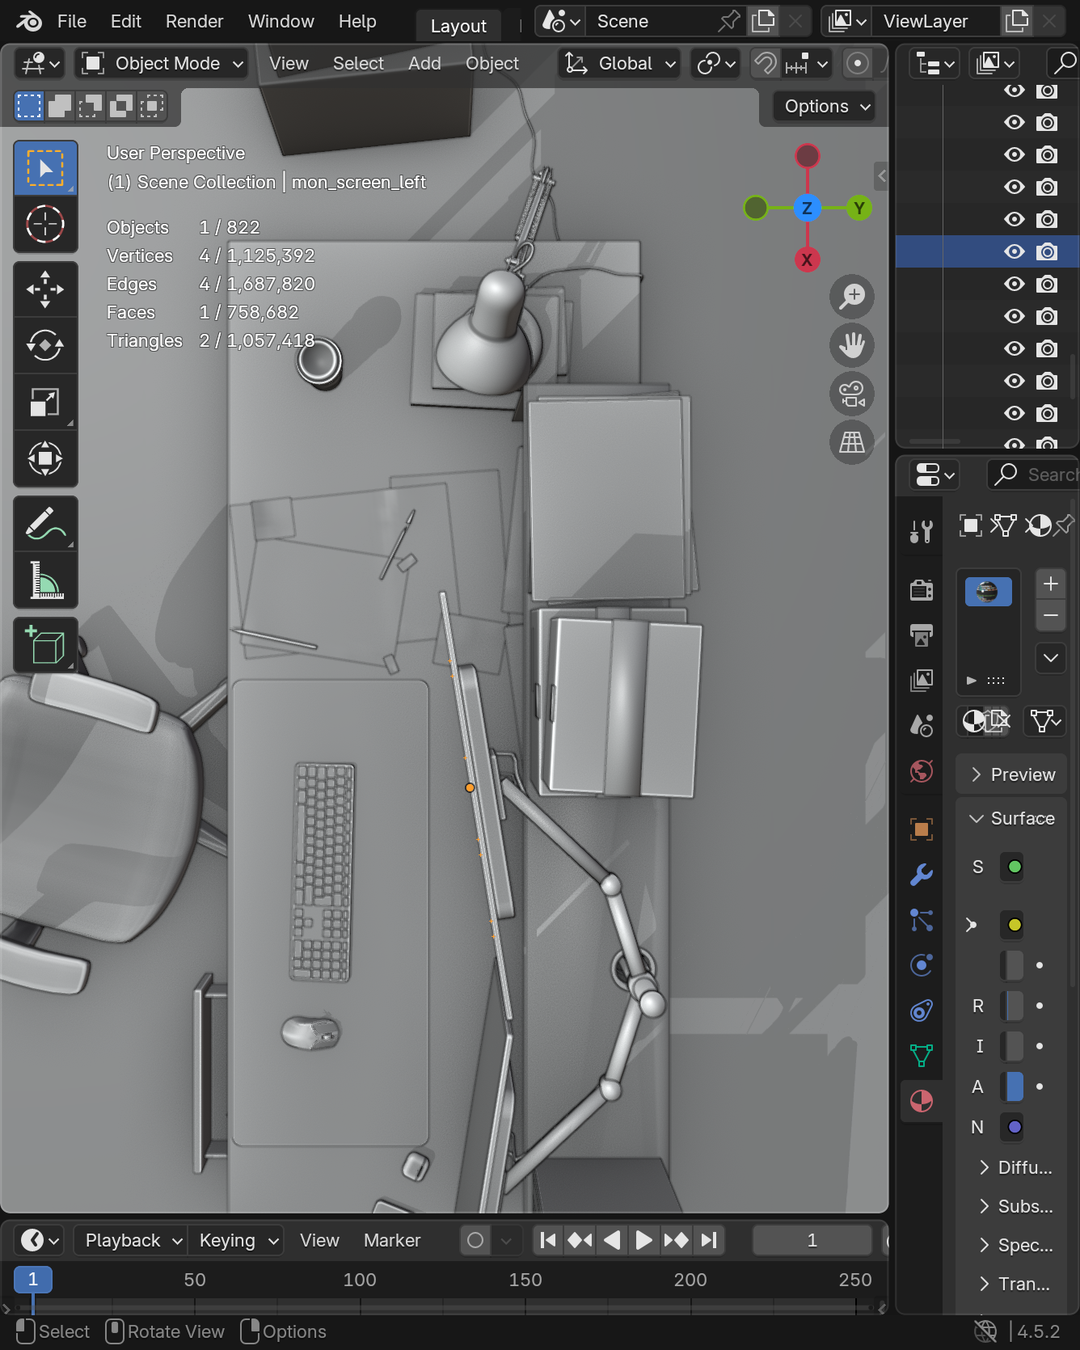 File Edit Render Window Help Layout Scene ViewLayer
Object Mode View Select Add Object Global
Options
User Perspective
(1) Scene Collection | mon_screen_left
Objects 1 / 822
Vertices 4 / 1,125,392
Edges 4 / 1,687,820
Faces 1 / 758,682
Triangles 2 / 1,057,418
Z Y
X
Search
Preview
Surface
S
R
I
A
N
Diffu...
Subs...
Spec...
Tran...
Playback Keying View Marker 1
1 50 100 150 200 250
Select Rotate View Options 4.5.2